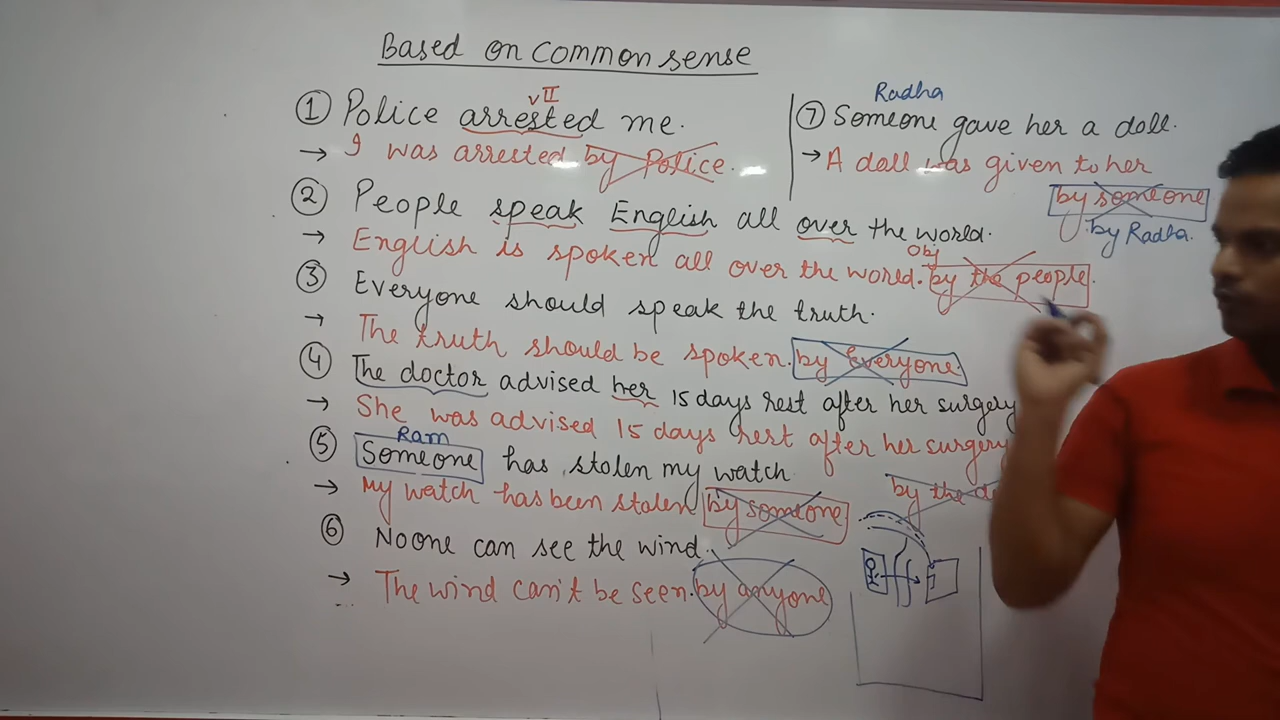 Based on Common sense
① Police arrested me.
VII
→ I was arrested by Police.
② People speak English all over the world.
→ English is spoken all over the world. by the people.
Obj
③ Everyone should speak the truth.
→ The truth should be spoken. by Everyone.
④ The doctor advised her 15 days rest after her surgery
→ She was advised 15 days rest after her surgery
by the
Ram
⑤ Someone has stolen my watch
→ My watch has been stolen by someone
⑥ Noone can see the wind.
→ The wind can't be seen. by anyone
Radha
⑦ Someone gave her a doll.
→ A doll was given to her
by someone
by Radha.